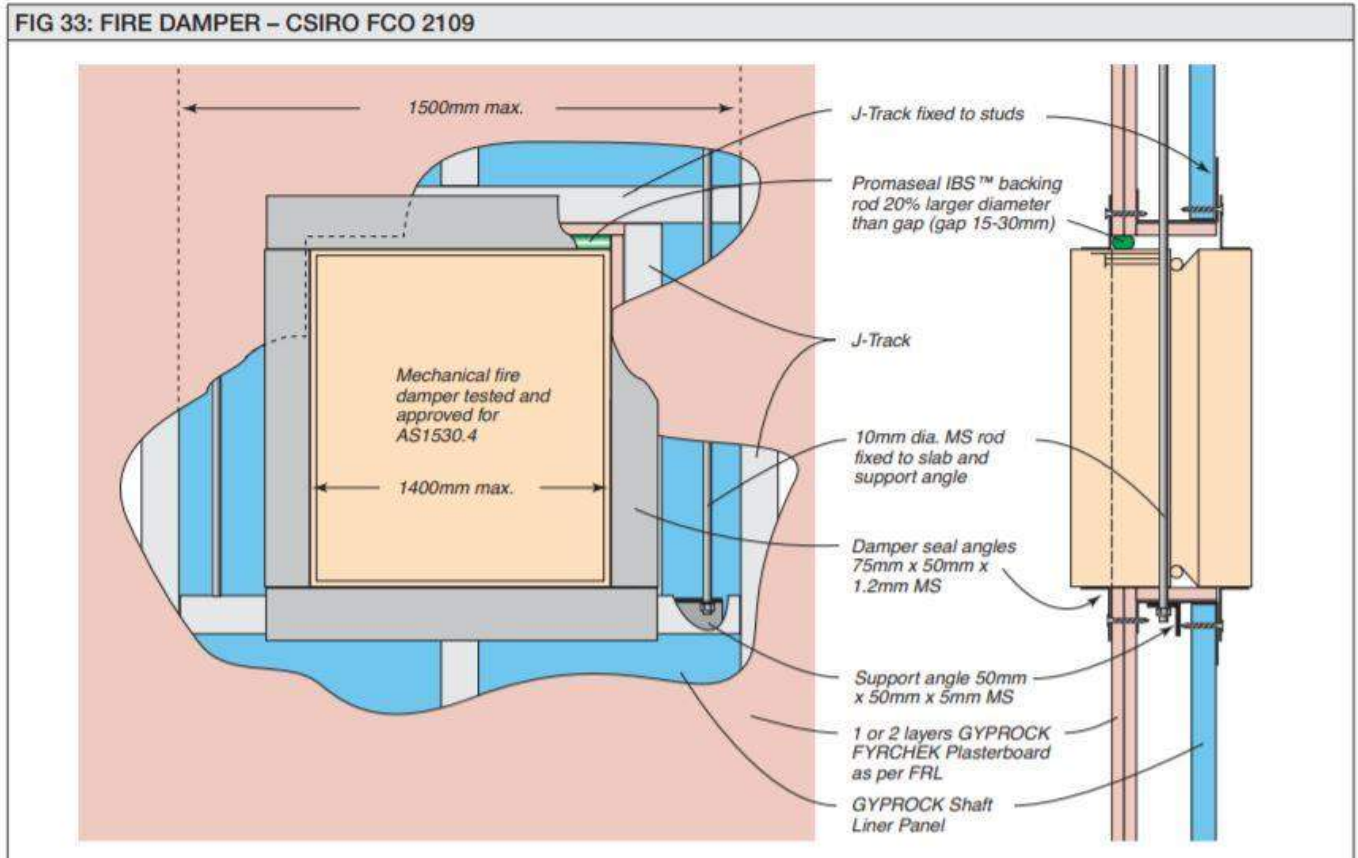 FIG 33: FIRE DAMPER – CSIRO FCO 2109
1500mm max.
Mechanical fire
damper tested and
approved for
AS1530.4
1400mm max.
J-Track fixed to studs
Promaseal IBS™ backing
rod 20% larger diameter
than gap (gap 15-30mm)
J-Track
10mm dia. MS rod
fixed to slab and
support angle
Damper seal angles
75mm x 50mm x
1.2mm MS
Support angle 50mm
x 50mm x 5mm MS
1 or 2 layers GYPROCK
FYRCHEK Plasterboard
as per FRL
GYPROCK Shaft
Liner Panel